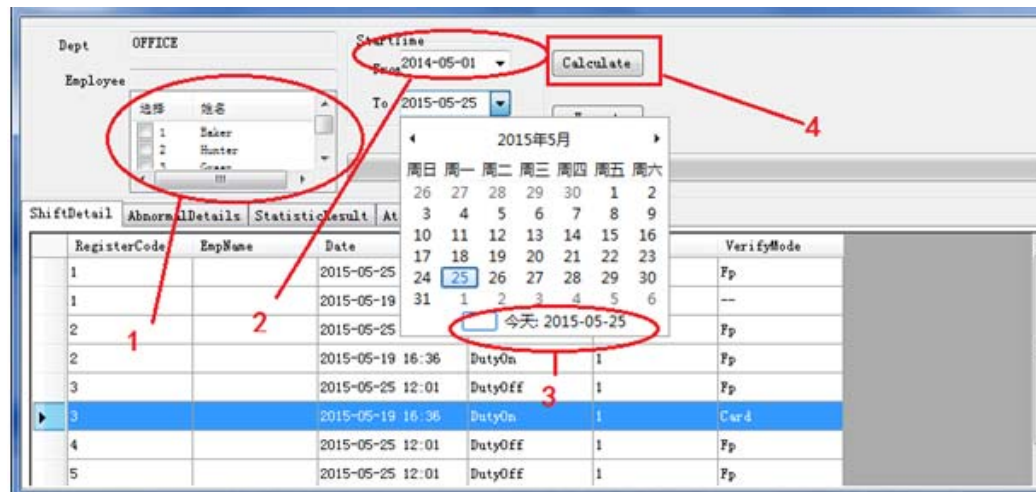 Dept OFFICE
StartTime
From 2014-05-01
Calculate
Employee
选择 姓名
To 2015-05-25
1 Baker
2 Hunter
3 Green
4
2015年5月
周日 周一 周二 周三 周四 周五 周六
26 27 28 29 30 1 2
3 4 5 6 7 8 9
10 11 12 13 14 15 16
17 18 19 20 21 22 23
24 25 26 27 28 29 30
31 1 2 3 4 5 6
今天: 2015-05-25
ShiftDetail AbnormalDetails StatisticResult At
RegisterCode EmpName Date VerifyMode
1 2015-05-25 Fp
1 2015-05-19 --
2 2015-05-25 Fp
2 2015-05-19 16:36 DutyOn 1 Fp
3 2015-05-25 12:01 DutyOff 1 Fp
3 2015-05-19 16:36 DutyOn 1 Card
4 2015-05-25 12:01 DutyOff 1 Fp
5 2015-05-25 12:01 DutyOff 1 Fp
1
2
3